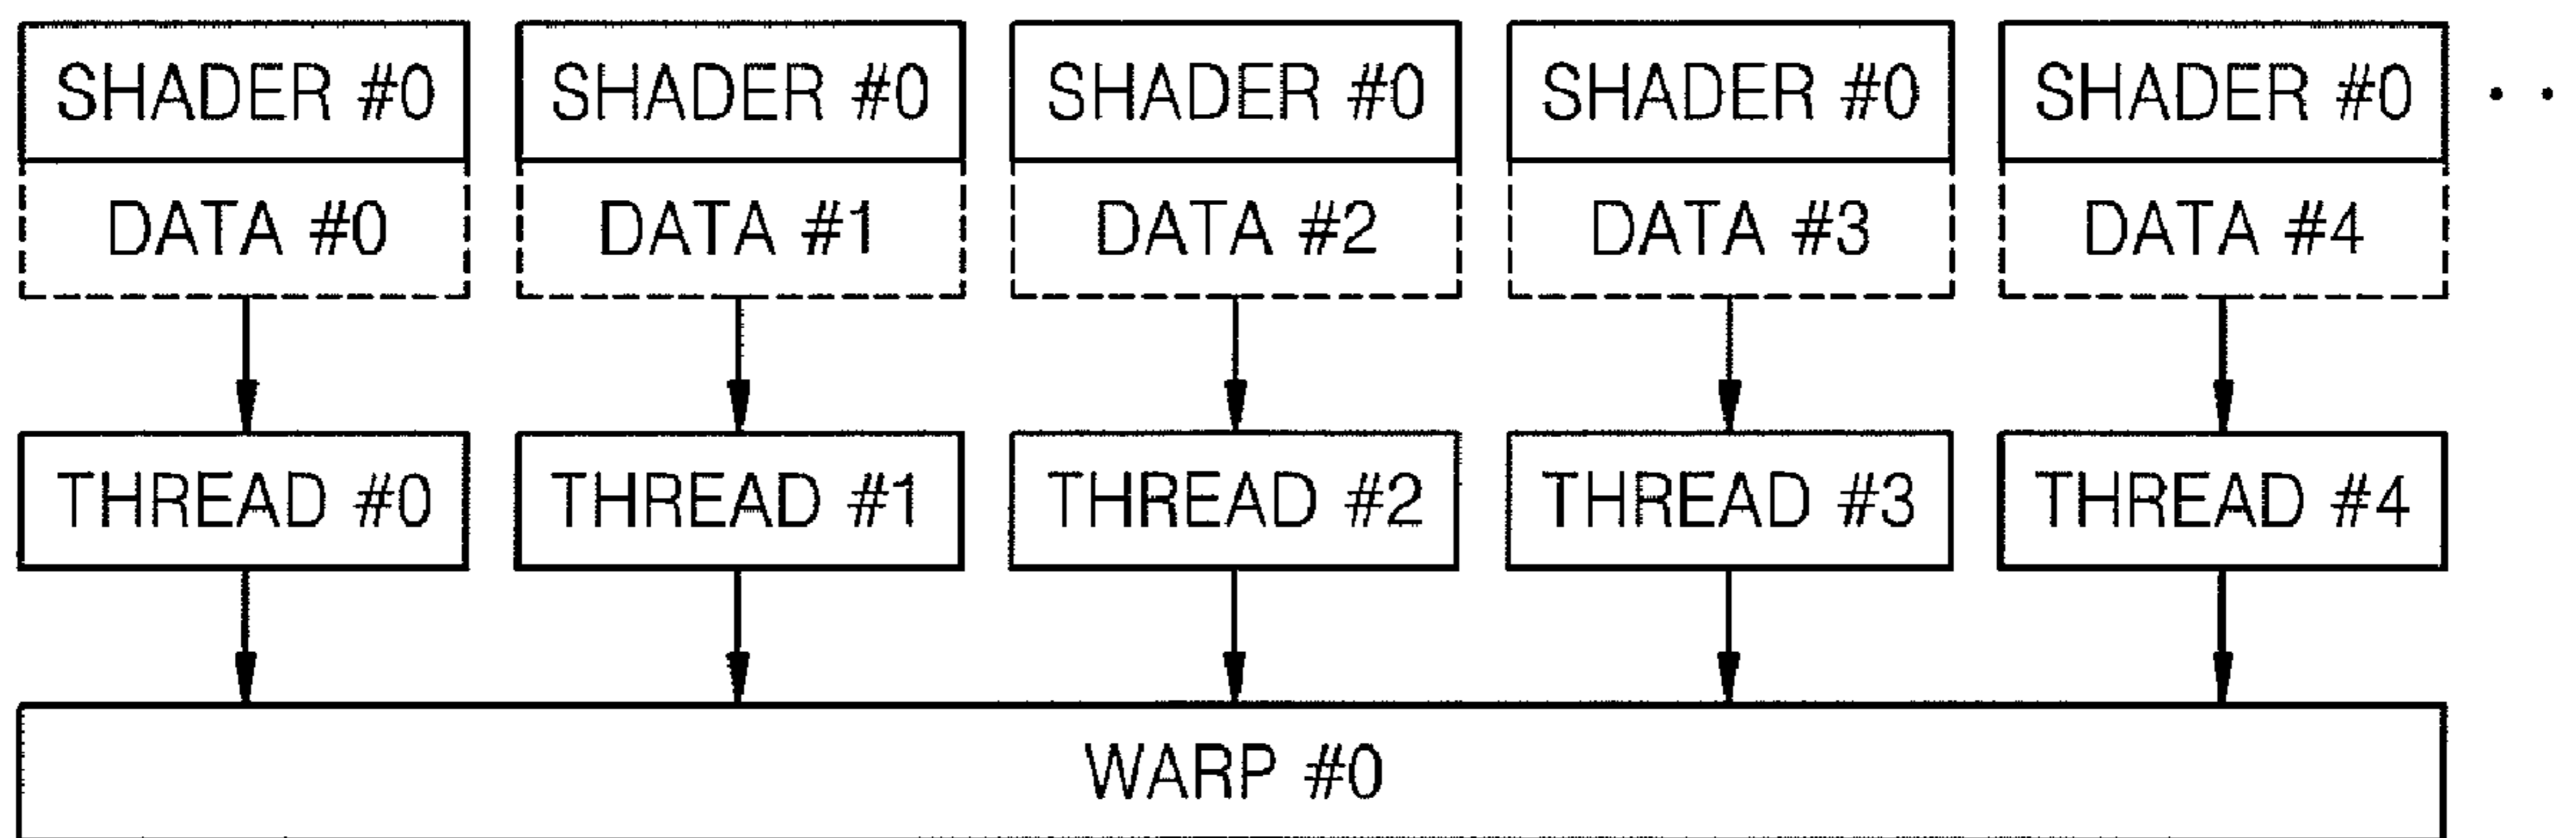 SHADER #0 SHADER #0 SHADER #0 SHADER #0 SHADER #0 . .
DATA #0 DATA #1 DATA #2 DATA #3 DATA #4
THREAD #0 THREAD #1 THREAD #2 THREAD #3 THREAD #4
WARP #0